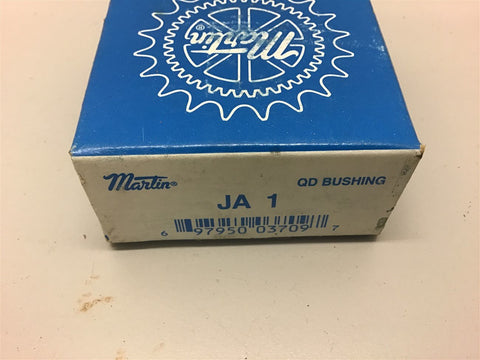 Martin®
Martin® QD BUSHING
JA 1
6 97950 03709 7